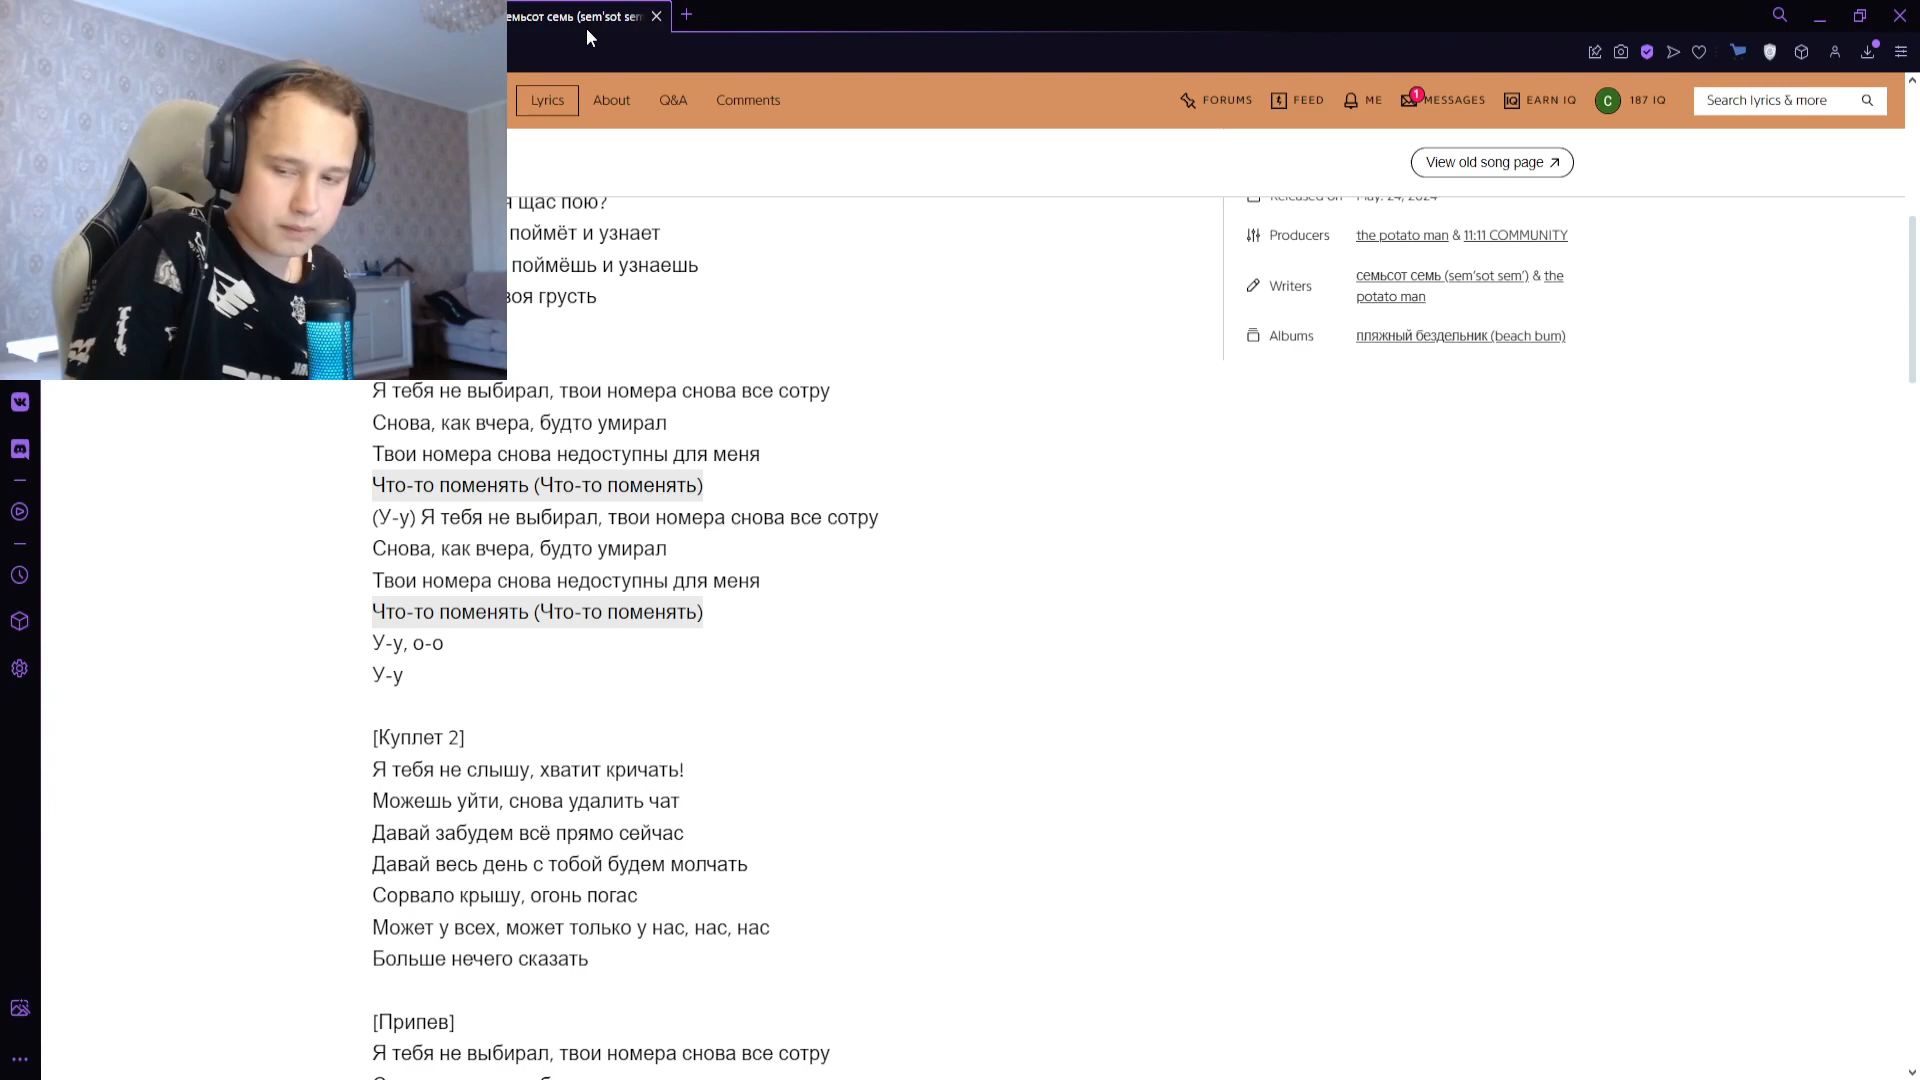 семьсот семь (sem'sot sem
Lyrics
About
Q&A
Comments
FORUMS
FEED
ME
1
MESSAGES
EARN IQ
C
187 IQ
Search lyrics & more
View old song page
щас пою?
поймёт и узнает
поймёшь и узнаешь
грусть
Released on May. 24, 2024
Producers the potato man & 11:11 COMMUNITY
Writers семьсот семь (sem'sot sem') & the
potato man
Albums пляжный бездельник (beach bum)
Я тебя не выбирал, твои номера снова все сотру
Снова, как вчера, будто умирал
Твои номера снова недоступны для меня
Что-то поменять (Что-то поменять)
(У-у) Я тебя не выбирал, твои номера снова все сотру
Снова, как вчера, будто умирал
Твои номера снова недоступны для меня
Что-то поменять (Что-то поменять)
У-у, о-о
У-у
[Куплет 2]
Я тебя не слышу, хватит кричать!
Можешь уйти, снова удалить чат
Давай забудем всё прямо сейчас
Давай весь день с тобой будем молчать
Сорвало крышу, огонь погас
Может у всех, может только у нас, нас, нас
Больше нечего сказать
[Припев]
Я тебя не выбирал, твои номера снова все сотру